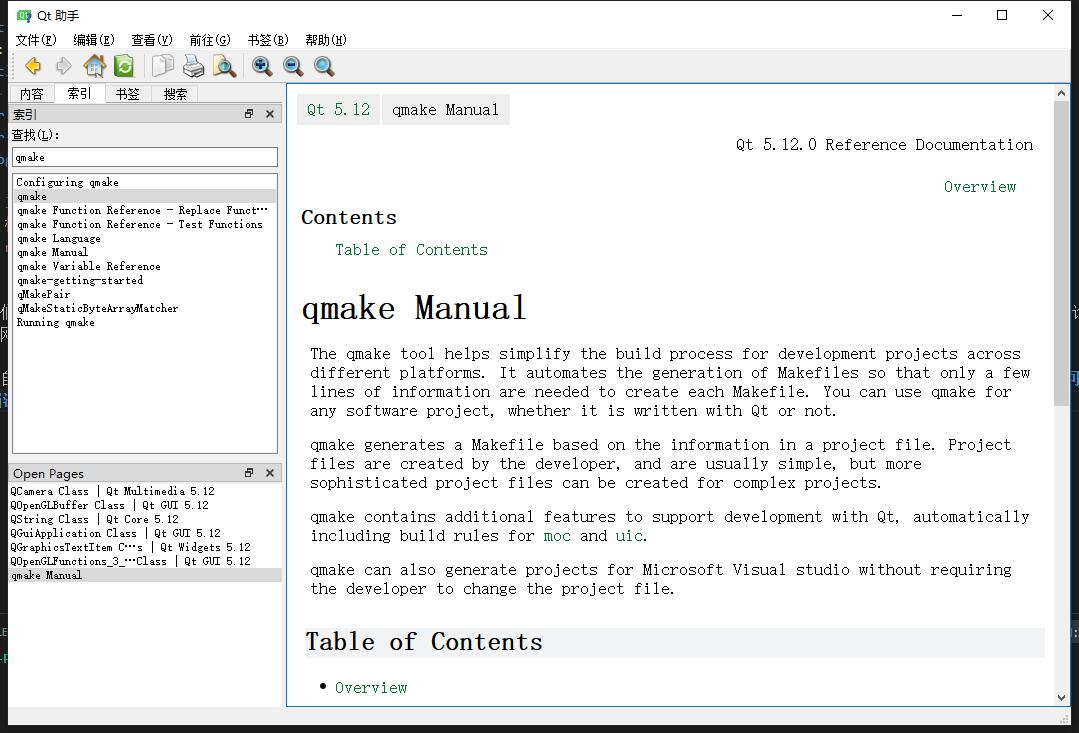 Qt 助手
文件(F) 编辑(E) 查看(V) 前往(G) 书签(B) 帮助(H)
内容 索引 书签 搜索
索引
查找(L):
qmake
Configuring qmake
qmake
qmake Function Reference - Replace Funct…
qmake Function Reference - Test Functions
qmake Language
qmake Manual
qmake Variable Reference
qmake-getting-started
qMakePair
qMakeStaticByteArrayMatcher
Running qmake
Open Pages
QCamera Class | Qt Multimedia 5.12
QOpenGLBuffer Class | Qt GUI 5.12
QString Class | Qt Core 5.12
QGuiApplication Class | Qt GUI 5.12
QGraphicsTextItem C…s | Qt Widgets 5.12
QOpenGLFunctions_3_…Class | Qt GUI 5.12
qmake Manual
Qt 5.12 qmake Manual
Qt 5.12.0 Reference Documentation
Overview
Contents
Table of Contents
qmake Manual
The qmake tool helps simplify the build process for development projects across
different platforms. It automates the generation of Makefiles so that only a few
lines of information are needed to create each Makefile. You can use qmake for
any software project, whether it is written with Qt or not.
qmake generates a Makefile based on the information in a project file. Project
files are created by the developer, and are usually simple, but more
sophisticated project files can be created for complex projects.
qmake contains additional features to support development with Qt, automatically
including build rules for moc and uic.
qmake can also generate projects for Microsoft Visual studio without requiring
the developer to change the project file.
Table of Contents
• Overview